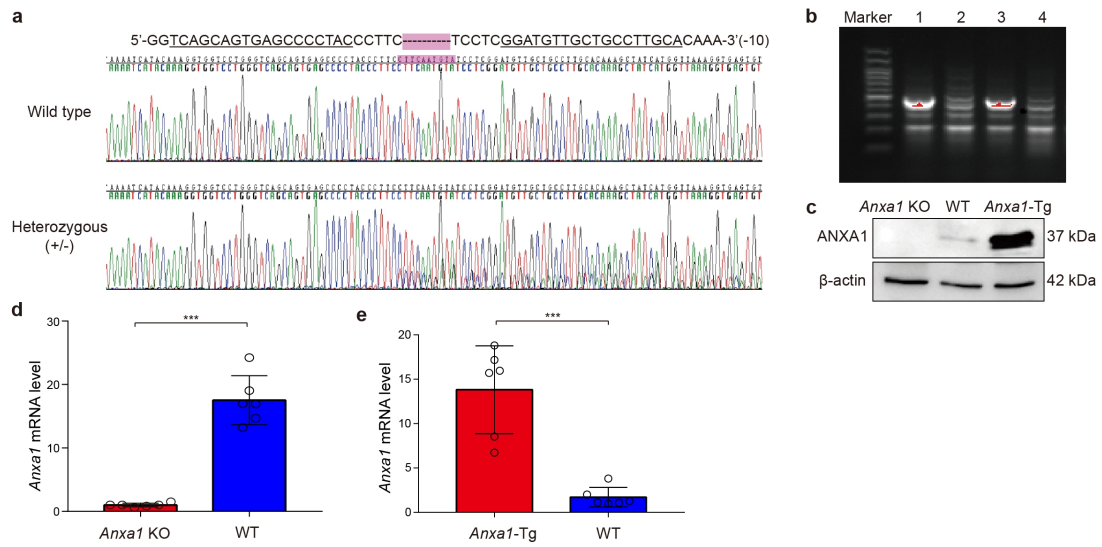 a
5'-GGTCAGCAGTGAGCCCCTACCCTTC----------TCCTCGGATGTTGCTGCCTTGCACAAA-3'(-10)
Wild type
Heterozygous
(+/-)
b
Marker 1 2 3 4
c
Anxa1 KO WT Anxa1-Tg
ANXA1 37 kDa
β-actin 42 kDa
d
***
30
20
10
0
Anxa1 mRNA level
Anxa1 KO WT
e
***
20
15
10
5
0
Anxa1 mRNA level
Anxa1-Tg WT